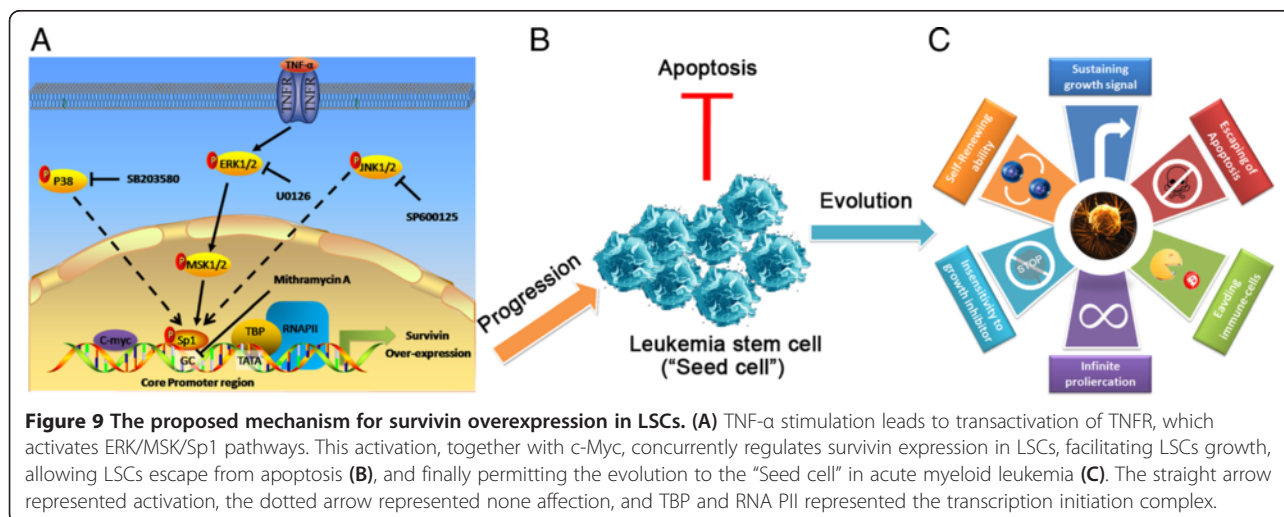 A
TNF-α
TNFR
TNFR
P
P38
SB203580
P
ERK1/2
U0126
P
JNK1/2
SP600125
P
MSK1/2
Mithramycin A
C-myc
P
Sp1
GC
TBP
TATA
RNAPII
Survivin
Over-expression
Core Promoter region
Progression
B
Apoptosis
Evolution
Leukemia stem cell
("Seed cell")
C
Sustaining
growth signal
Escaping of
Apoptosis
Eavding
immune-cells
Infinite
proliercation
Insensitivity to
growth inhibitor
STOP
Self-Renewing
ability
Figure 9 The proposed mechanism for survivin overexpression in LSCs. (A) TNF-α stimulation leads to transactivation of TNFR, which
activates ERK/MSK/Sp1 pathways. This activation, together with c-Myc, concurrently regulates survivin expression in LSCs, facilitating LSCs growth,
allowing LSCs escape from apoptosis (B), and finally permitting the evolution to the "Seed cell" in acute myeloid leukemia (C). The straight arrow
represented activation, the dotted arrow represented none affection, and TBP and RNA PII represented the transcription initiation complex.